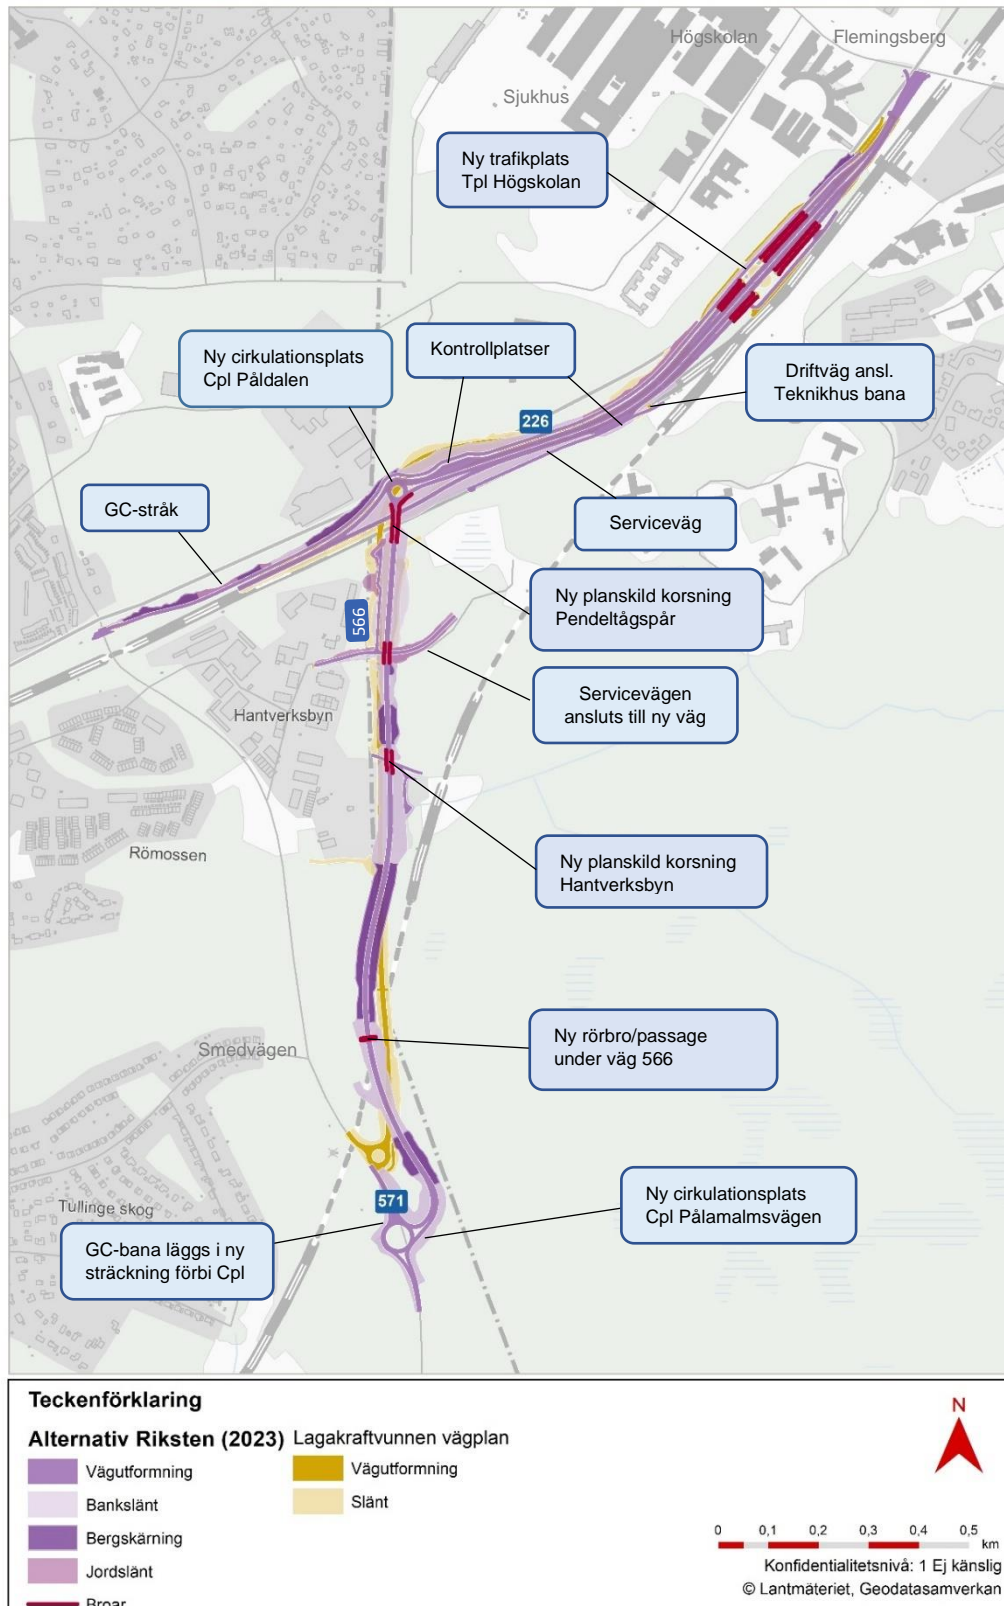 Högskolan
Flemingsberg
Sjukhus
Ny trafikplats
Tpl Högskolan
Ny cirkulationsplats
Cpl Påldalen
Kontrollplatser
Driftväg ansl.
Teknikhus bana
226
GC-stråk
Serviceväg
Ny planskild korsning
Pendeltågspår
566
Servicevägen
ansluts till ny väg
Hantverksbyn
Ny planskild korsning
Hantverksbyn
Römossen
Ny rörbro/passage
under väg 566
Smedvägen
Ny cirkulationsplats
Cpl Pålamalmsvägen
571
Tullinge skog
GC-bana läggs i ny
sträckning förbi Cpl
Teckenförklaring
Alternativ Riksten (2023)
Vägutformning
Bankslänt
Bergskärning
Jordslänt
Broar
Lagakraftvunnen vägplan
Vägutformning
Slänt
N
0 0,1 0,2 0,3 0,4 0,5
km
Konfidentialitetsnivå: 1 Ej känslig
© Lantmäteriet, Geodatasamverkan